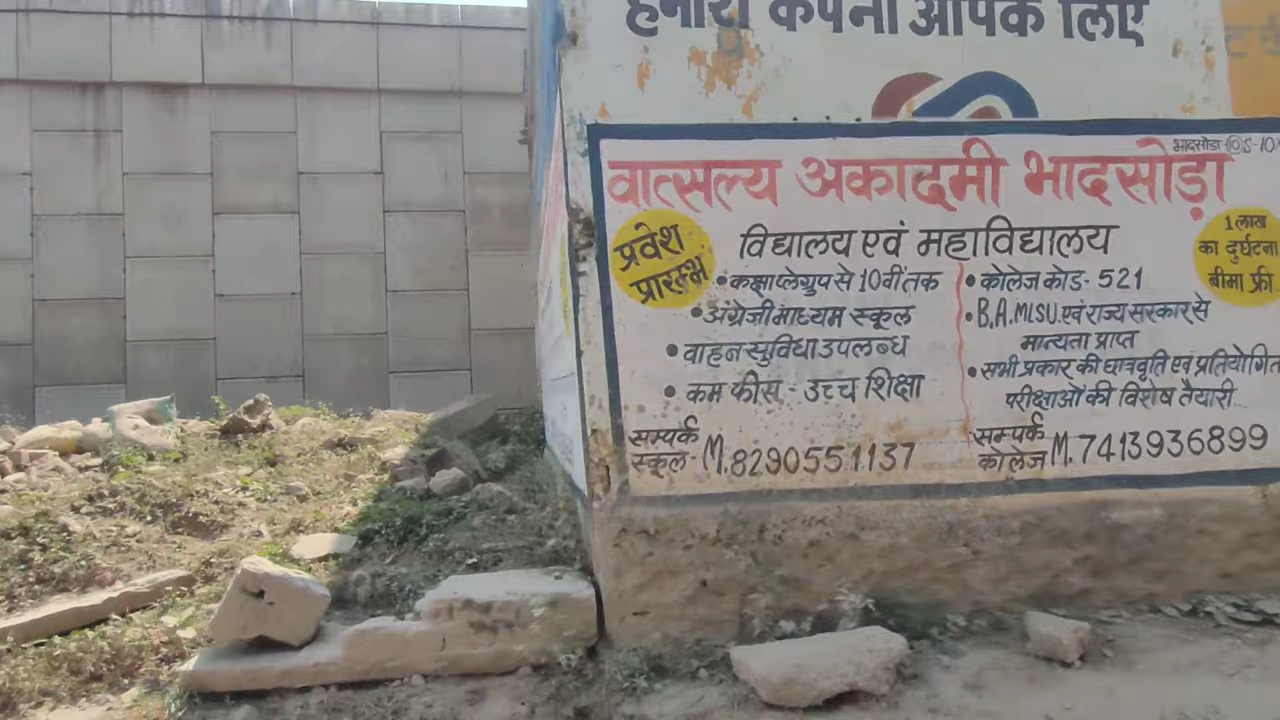 हमारी कंपनी आपके लिए
वात्सल्य अकादमी भादसोड़ा
प्रवेश
प्रारम्भ
विद्यालय एवं महाविद्यालय
1 लाख
का दुर्घटना
बीमा फ्री
• कक्षा प्लेग्रुप से 10वीं तक
• अंग्रेजी माध्यम स्कूल
• वाहन सुविधा उपलब्ध
• कम फीस - उच्च शिक्षा
सम्पर्क
स्कूल - M.8290551137
• कोलेज कोड - 521
• B.A. MLSU. एवं राज्य सरकार से
मान्यता प्राप्त
• सभी प्रकार की छात्रवृति एवं प्रतियोगित
परीक्षाओं की विशेष तैयारी..
सम्पर्क
कोलेज M.7413936899